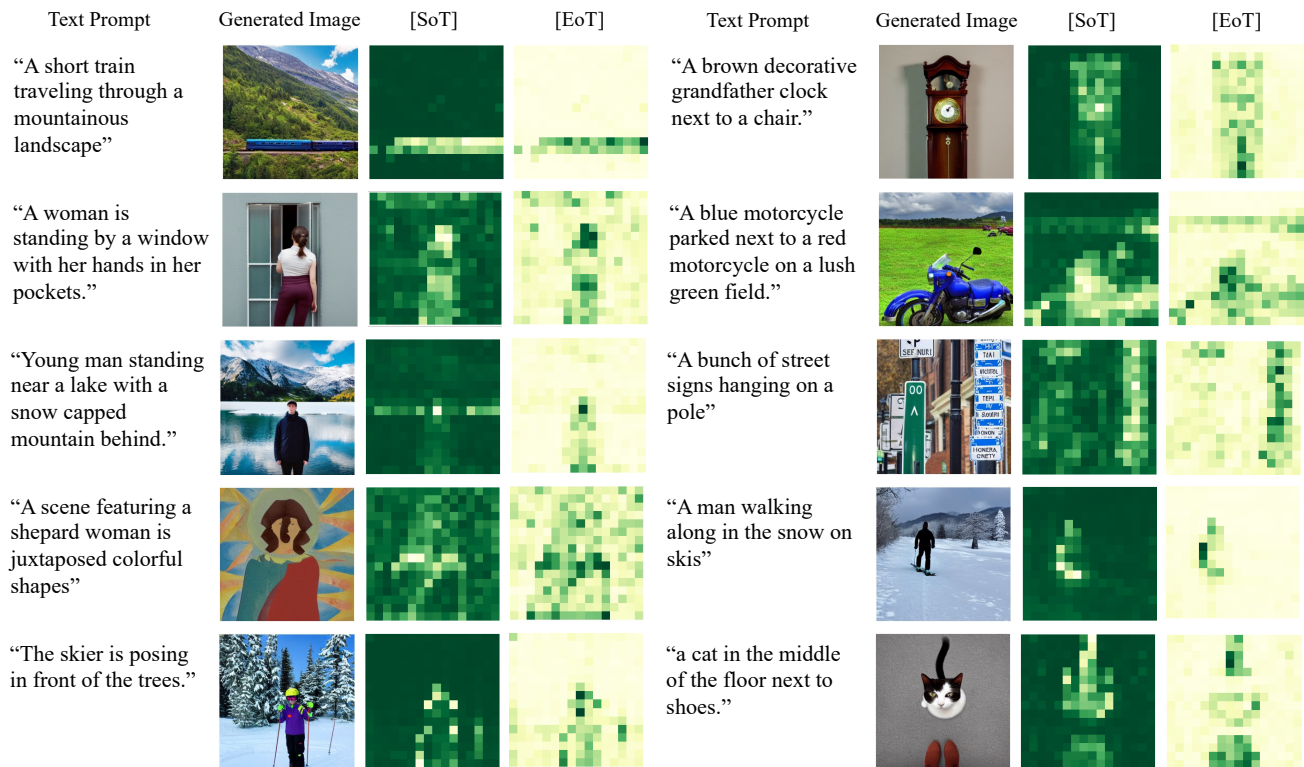 Text Prompt Generated Image [SoT] [EoT] Text Prompt Generated Image [SoT] [EoT]
“A short train
traveling through a
mountainous
landscape”
“A brown decorative
grandfather clock
next to a chair.”
“A woman is
standing by a window
with her hands in her
pockets.”
“A blue motorcycle
parked next to a red
motorcycle on a lush
green field.”
“Young man standing
near a lake with a
snow capped
mountain behind.”
“A bunch of street
signs hanging on a
pole”
“A scene featuring a
shepard woman is
juxtaposed colorful
shapes”
“A man walking
along in the snow on
skis”
“The skier is posing
in front of the trees.”
“a cat in the middle
of the floor next to
shoes.”